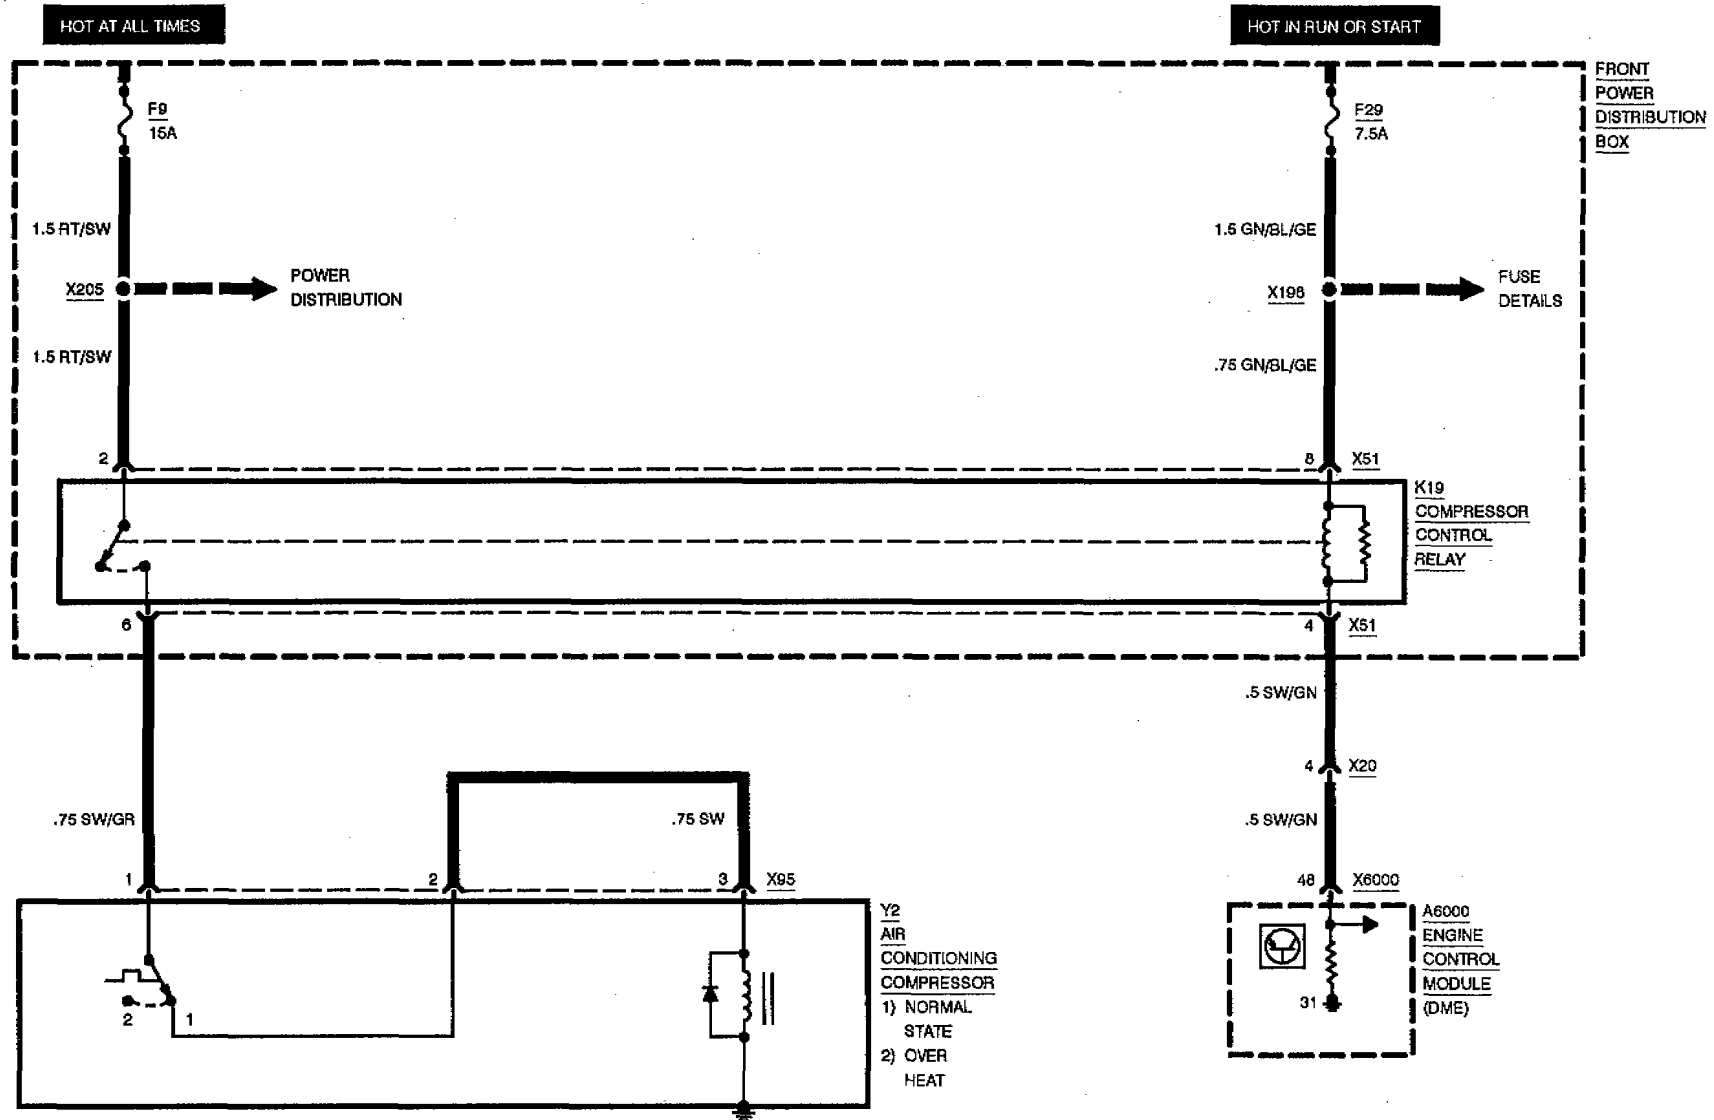 HOT AT ALL TIMES
HOT IN RUN OR START
FRONT
POWER
DISTRIBUTION
BOX
F9
15A
F29
7.5A
1.5 RT/SW
1.5 GN/BL/GE
X205
POWER
DISTRIBUTION
X198
FUSE
DETAILS
1.5 RT/SW
.75 GN/BL/GE
2
8
X51
K19
COMPRESSOR
CONTROL
RELAY
6
4
X51
.5 SW/GN
4
X20
.75 SW/GR
.75 SW
.5 SW/GN
1
2
3
X95
48
X6000
Y2
AIR
CONDITIONING
COMPRESSOR
1) NORMAL
STATE
2) OVER
HEAT
A6000
ENGINE
CONTROL
MODULE
(DME)
31
2
1